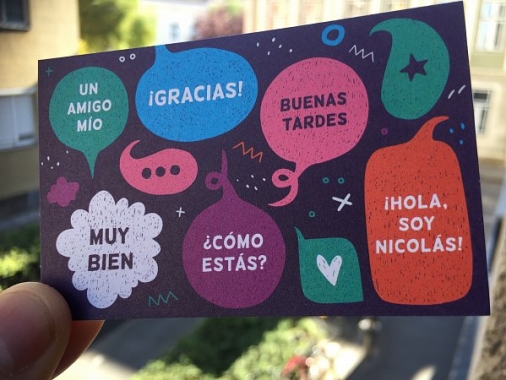 UN
AMIGO
MÍO
¡GRACIAS!
BUENAS
TARDES
MUY
BIEN
¿CÓMO
ESTÁS?
¡HOLA,
SOY
NICOLÁS!